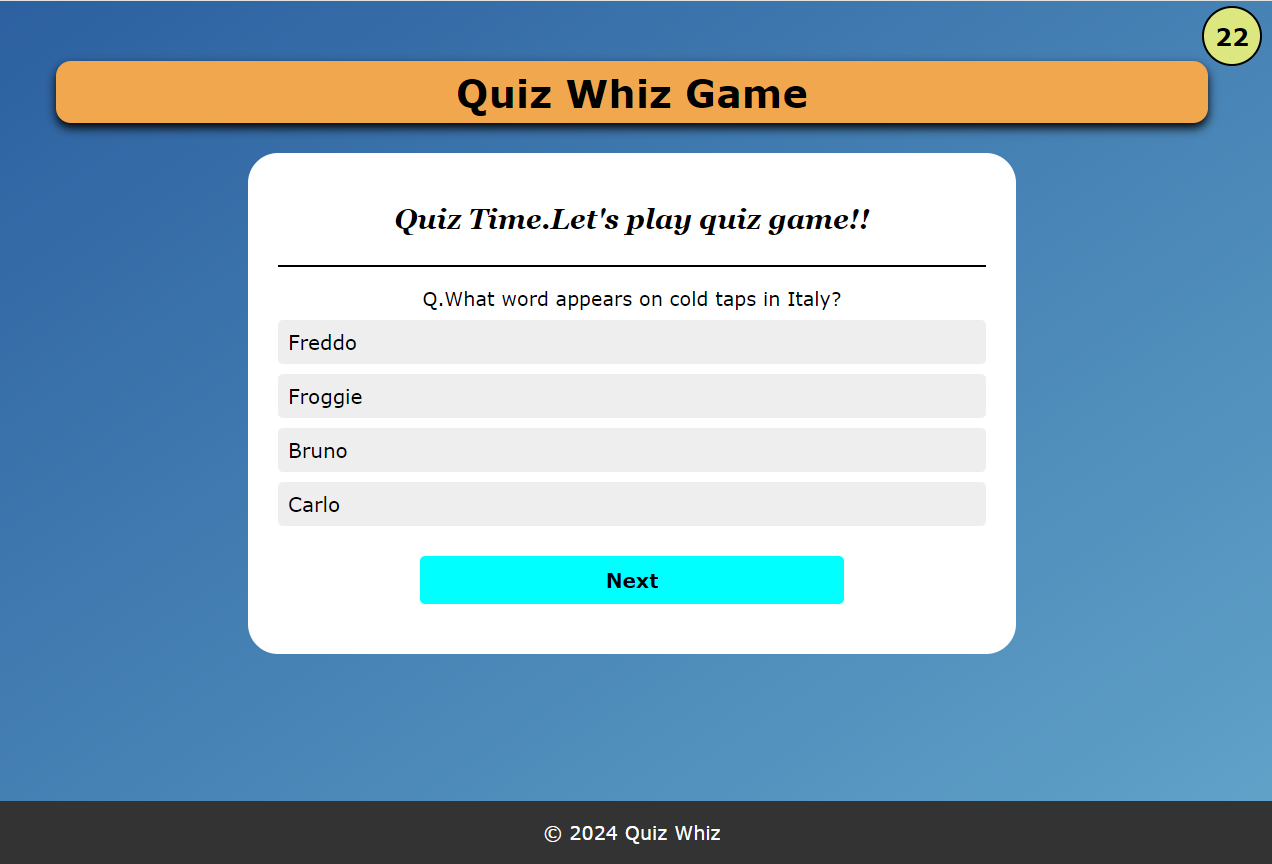 22
Quiz Whiz Game
Quiz Time.Let's play quiz game!!
Q.What word appears on cold taps in Italy?
Freddo
Froggie
Bruno
Carlo
Next
© 2024 Quiz Whiz